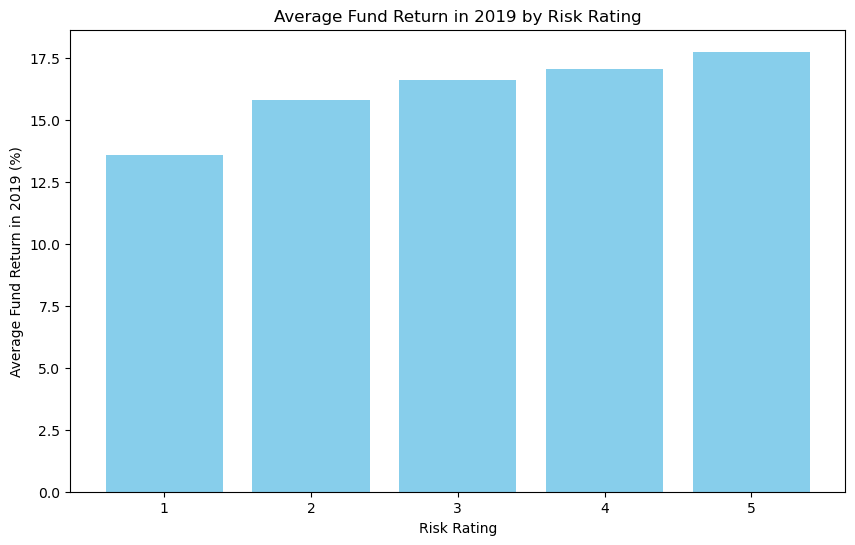 Average Fund Return in 2019 by Risk Rating
Average Fund Return in 2019 (%)
17.5
15.0
12.5
10.0
7.5
5.0
2.5
0.0
1 2 3 4 5
Risk Rating